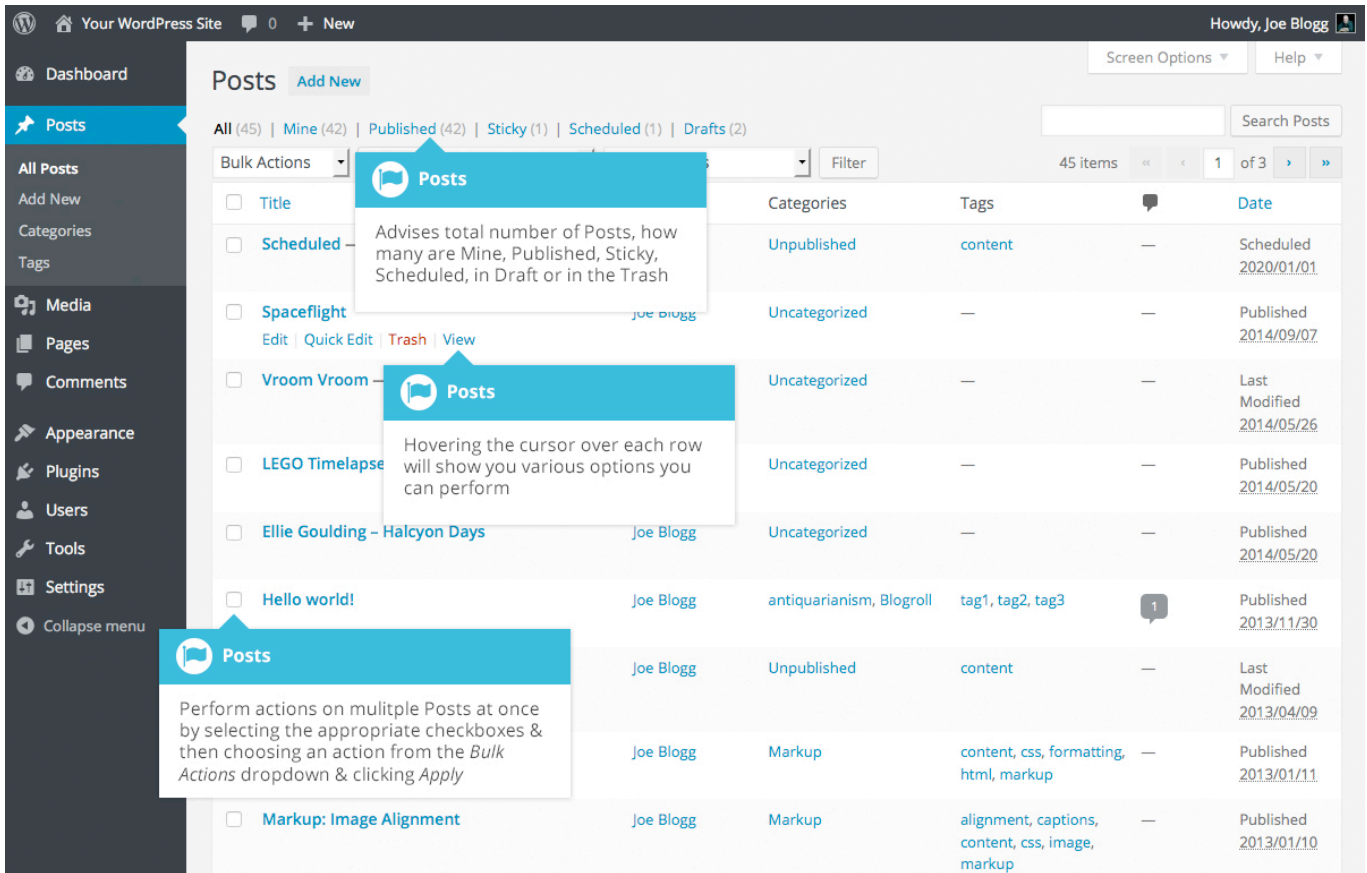 Your WordPress Site 0 + New Howdy, Joe Blogg
Dashboard
Posts
All Posts
Add New
Categories
Tags
Media
Pages
Comments
Appearance
Plugins
Users
Tools
Settings
Collapse menu
Screen Options Help
Posts Add New
All (45) | Mine (42) | Published (42) | Sticky (1) | Scheduled (1) | Drafts (2)
Search Posts
Bulk Actions Filter 45 items « ‹ 1 of 3 › »
Posts
Advises total number of Posts, how
many are Mine, Published, Sticky,
Scheduled, in Draft or in the Trash
Title Categories Tags Date
Scheduled — Unpublished content — Scheduled
2020/01/01
Spaceflight Joe Blogg Uncategorized — — Published
2014/09/07
Edit | Quick Edit | Trash | View
Posts
Hovering the cursor over each row
will show you various options you
can perform
Vroom Vroom — Uncategorized — — Last
Modified
2014/05/26
LEGO Timelapse Uncategorized — — Published
2014/05/20
Ellie Goulding – Halcyon Days Joe Blogg Uncategorized — — Published
2014/05/20
Hello world! Joe Blogg antiquarianism, Blogroll tag1, tag2, tag3 1 Published
2013/11/30
Posts
Perform actions on mulitple Posts at once
by selecting the appropriate checkboxes &
then choosing an action from the Bulk
Actions dropdown & clicking Apply
Joe Blogg Unpublished content — Last
Modified
2013/04/09
Joe Blogg Markup content, css, formatting, — Published
html, markup 2013/01/11
Markup: Image Alignment Joe Blogg Markup alignment, captions, — Published
content, css, image, 2013/01/10
markup